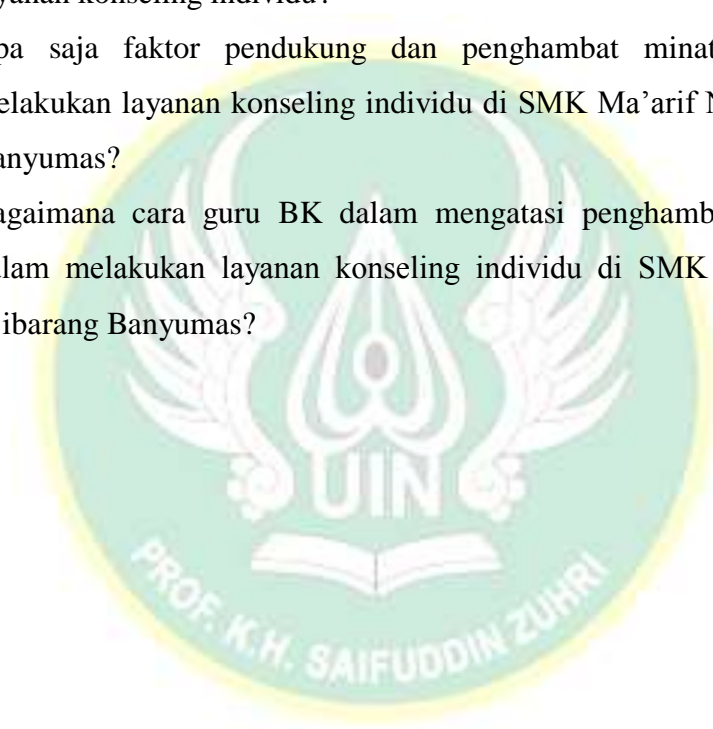 yanan konseling individu?
pa saja faktor pendukung dan penghambat minat
elakukan layanan konseling individu di SMK Ma'arif N
anyumas?
agaimana cara guru BK dalam mengatasi penghamb
alam melakukan layanan konseling individu di SMK
ibarang Banyumas?
UIN
PROF. K.H. SAIFUDDIN ZUHRI